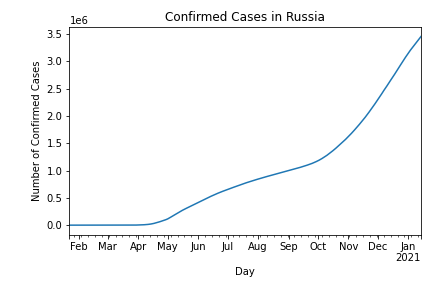 Confirmed Cases in Russia
1e6
Number of Confirmed Cases
3.5
3.0
2.5
2.0
1.5
1.0
0.5
0.0
Feb Mar Apr May Jun Jul Aug Sep Oct Nov Dec Jan
2021
Day